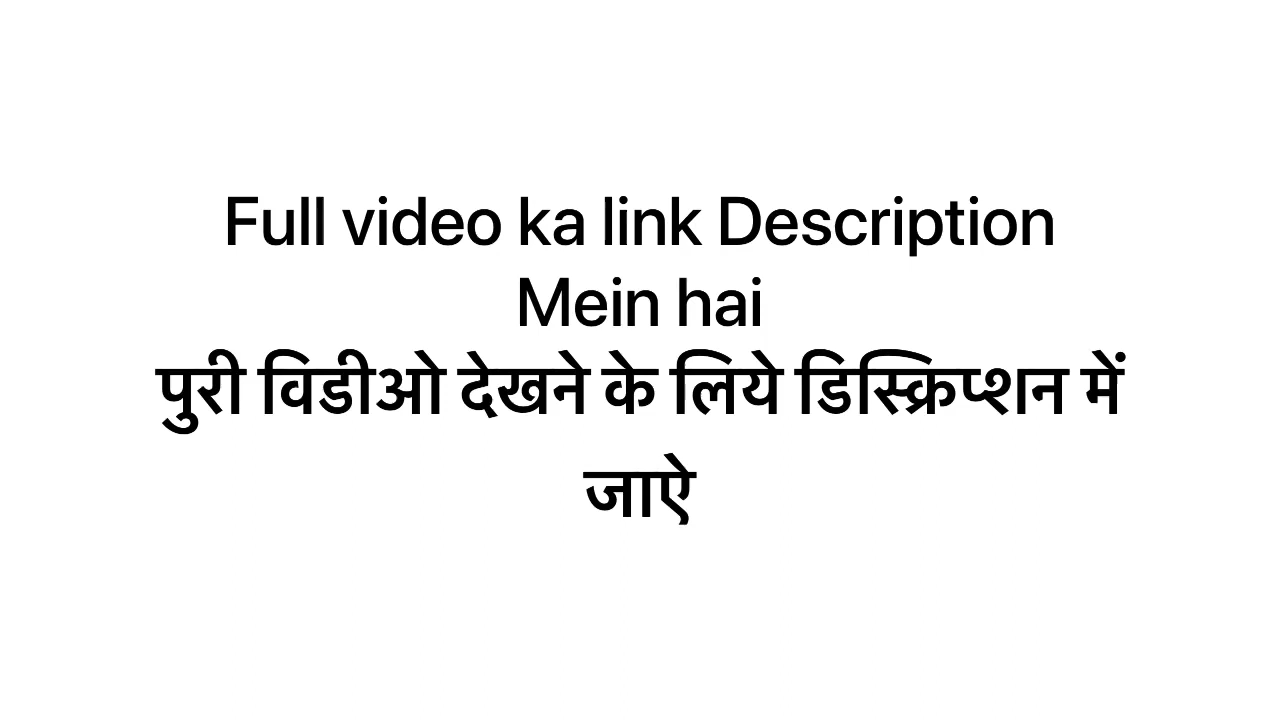 Full video ka link Description
Mein hai
पुरी विडीओ देखने के लिये डिस्क्रिप्शन में
जाऐ